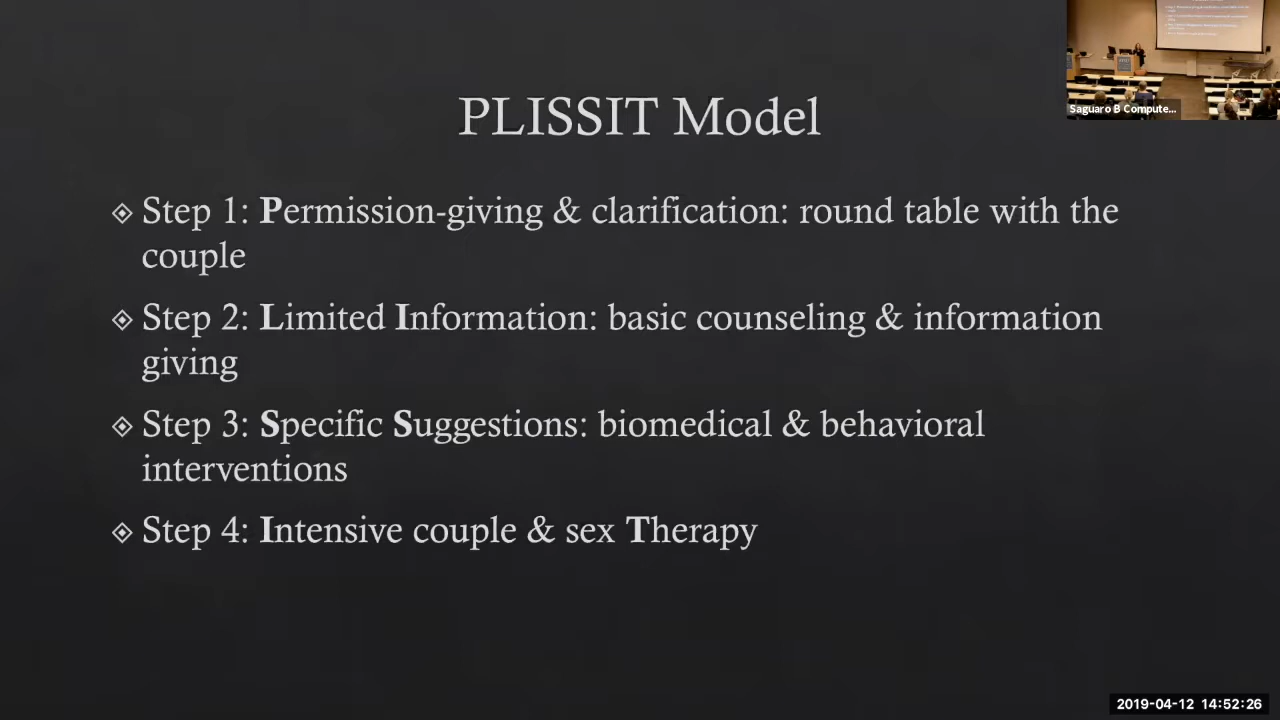 Saguaro B Compute...
PLISSIT Model
Step 1: Permission-giving & clarification: round table with the
couple
Step 2: Limited Information: basic counseling & information
giving
Step 3: Specific Suggestions: biomedical & behavioral
interventions
Step 4: Intensive couple & sex Therapy
2019-04-12 14:52:26